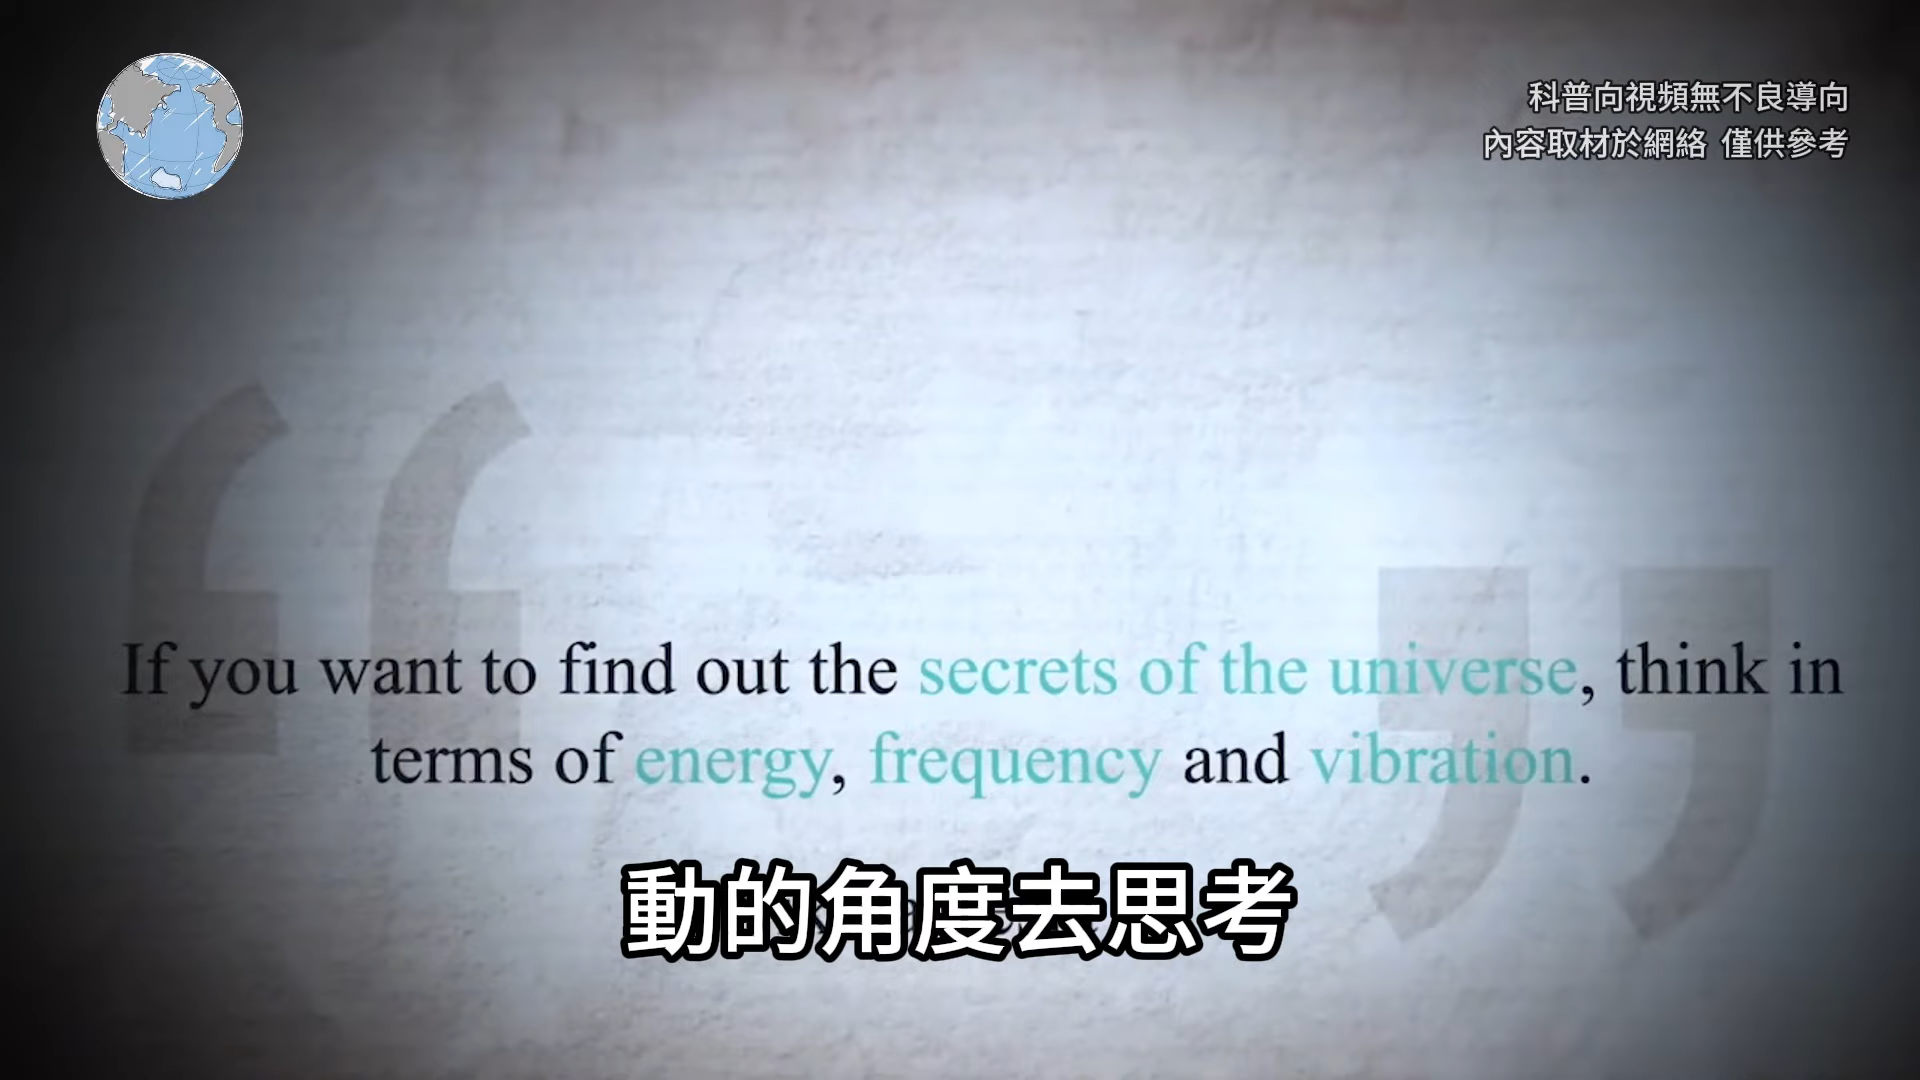 科普向視頻無不良導向
內容取材於網絡 僅供參考
If you want to find out the secrets of the universe, think in
terms of energy, frequency and vibration.
動的角度去思考